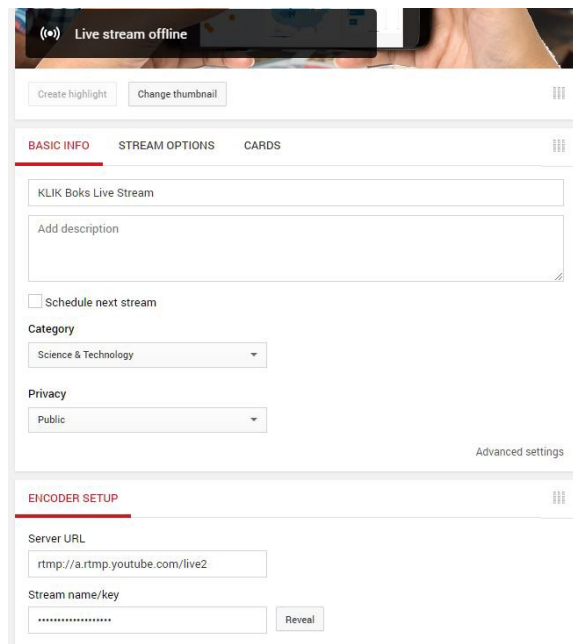 Live stream offline
Create highlight
Change thumbnail
BASIC INFO
STREAM OPTIONS
CARDS
KLIK Boks Live Stream
Add description
Schedule next stream
Category
Science & Technology
Privacy
Public
Advanced settings
ENCODER SETUP
Server URL
rtmp://a.rtmp.youtube.com/live2
Stream name/key
••••••••••••••••••
Reveal